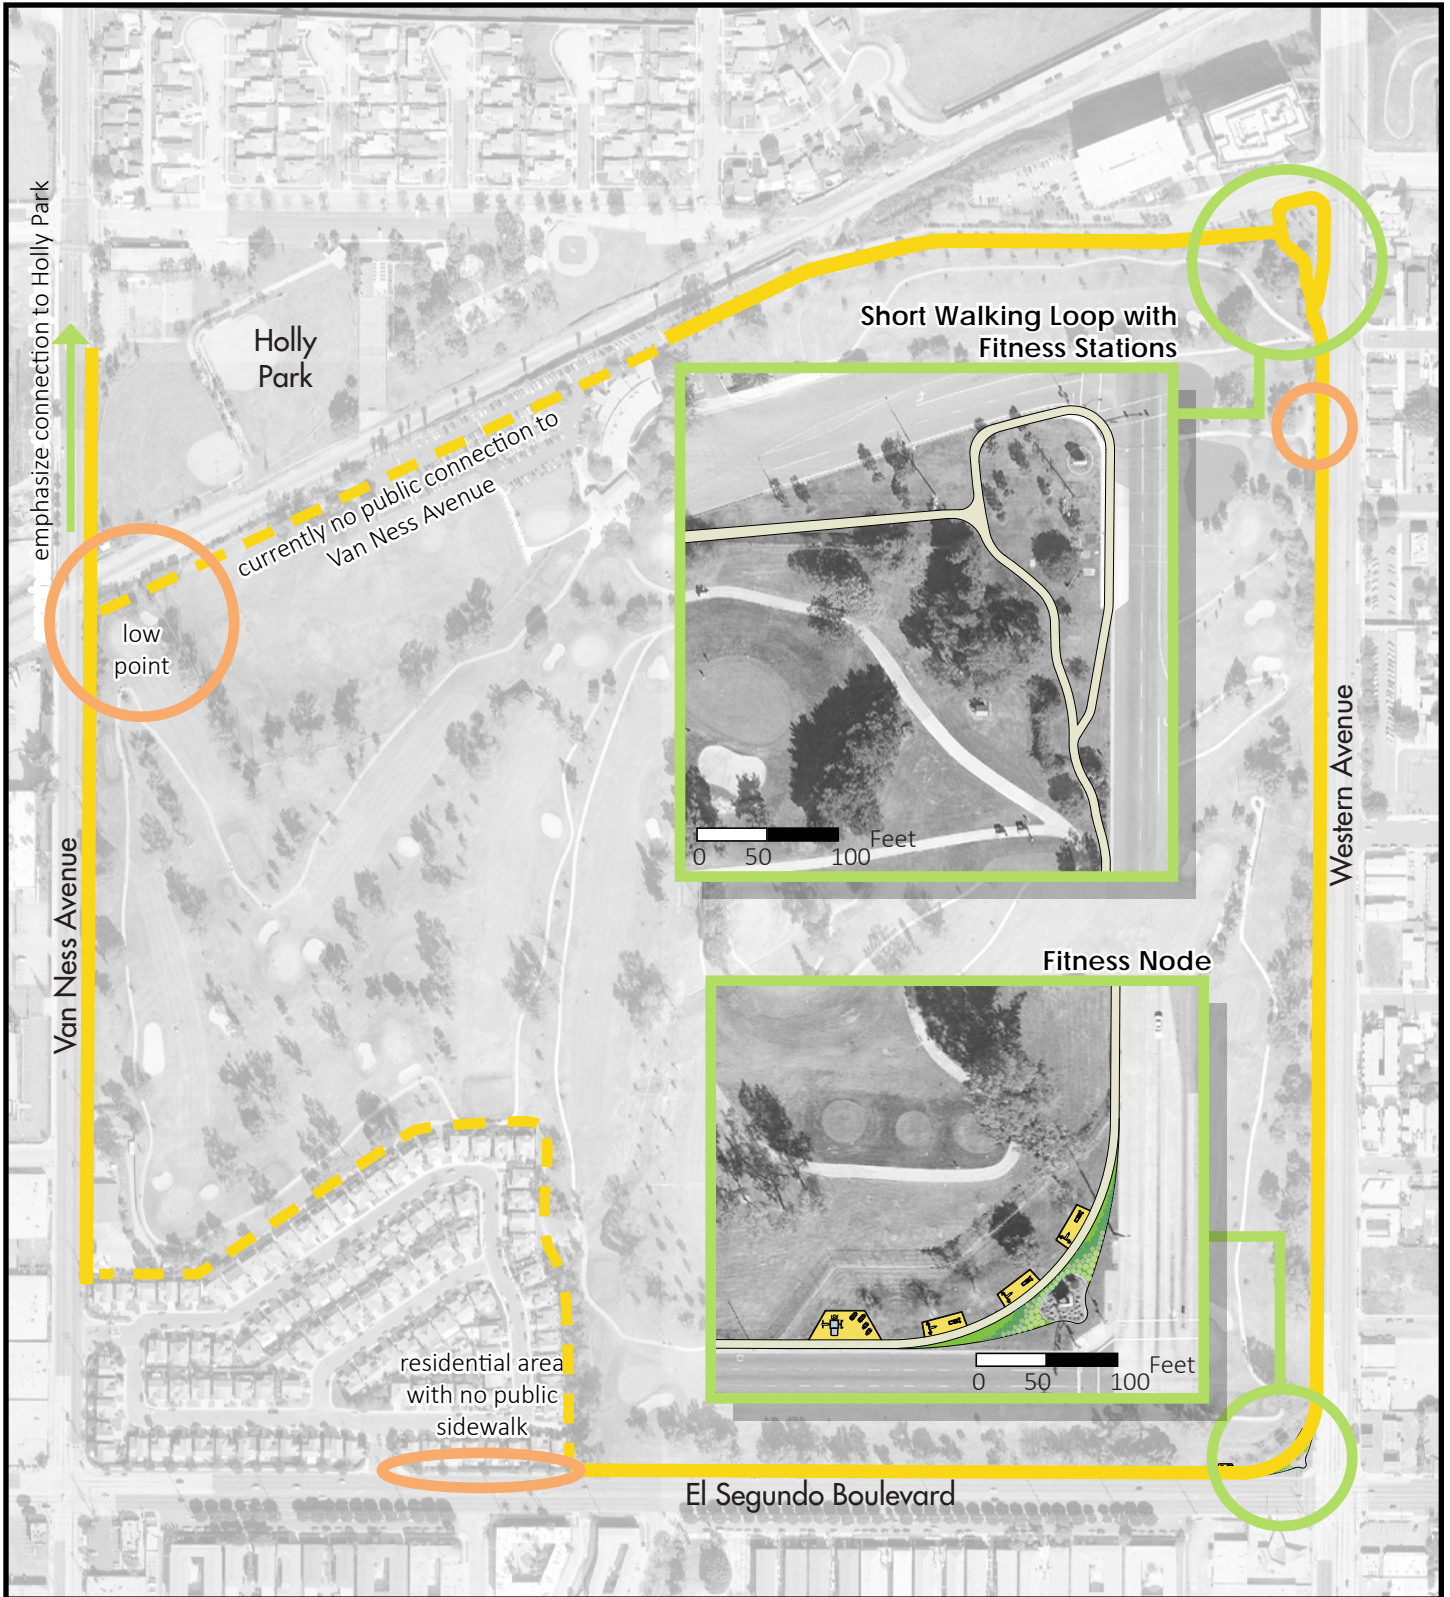 emphasize connection to Holly Park
Holly
Park
currently no public connection to
Van Ness Avenue
low
point
Short Walking Loop with
Fitness Stations
0 50 100 Feet
Western Avenue
Van Ness Avenue
Fitness Node
0 50 100 Feet
residential area
with no public
sidewalk
El Segundo Boulevard